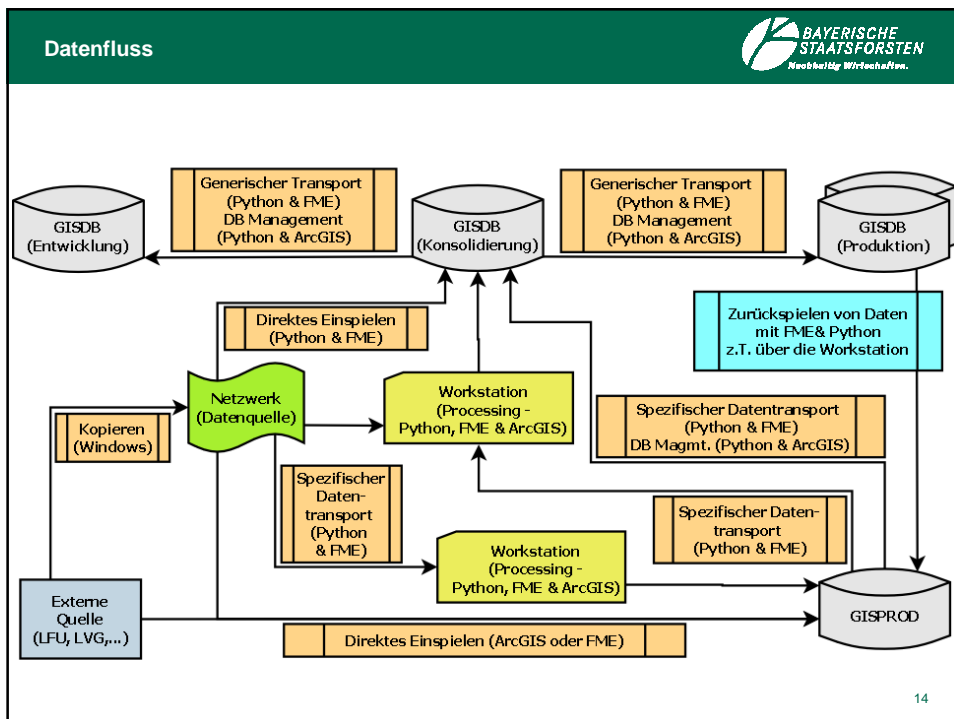 Datenfluss
BAYERISCHE
STAATSFORSTEN
Nachhaltig Wirtschaften.
GISDB
(Entwicklung)
Generischer Transport
(Python & FME)
DB Management
(Python & ArcGIS)
GISDB
(Konsolidierung)
Generischer Transport
(Python & FME)
DB Management
(Python & ArcGIS)
GISDB
(Produktion)
Direktes Einspielen
(Python & FME)
Zurückspielen von Daten
mit FME& Python
z.T. über die Workstation
Netzwerk
(Datenquelle)
Workstation
(Processing -
Python, FME & ArcGIS)
Kopieren
(Windows)
Spezifischer Datentransport
(Python & FME)
DB Magmt. (Python & ArcGIS)
Spezifischer
Daten-
transport
(Python
& FME)
Spezifischer Daten-
transport
(Python & FME)
Workstation
(Processing -
Python, FME & ArcGIS)
Externe
Quelle
(LFU, LVG,...)
GISPROD
Direktes Einspielen (ArcGIS oder FME)
14